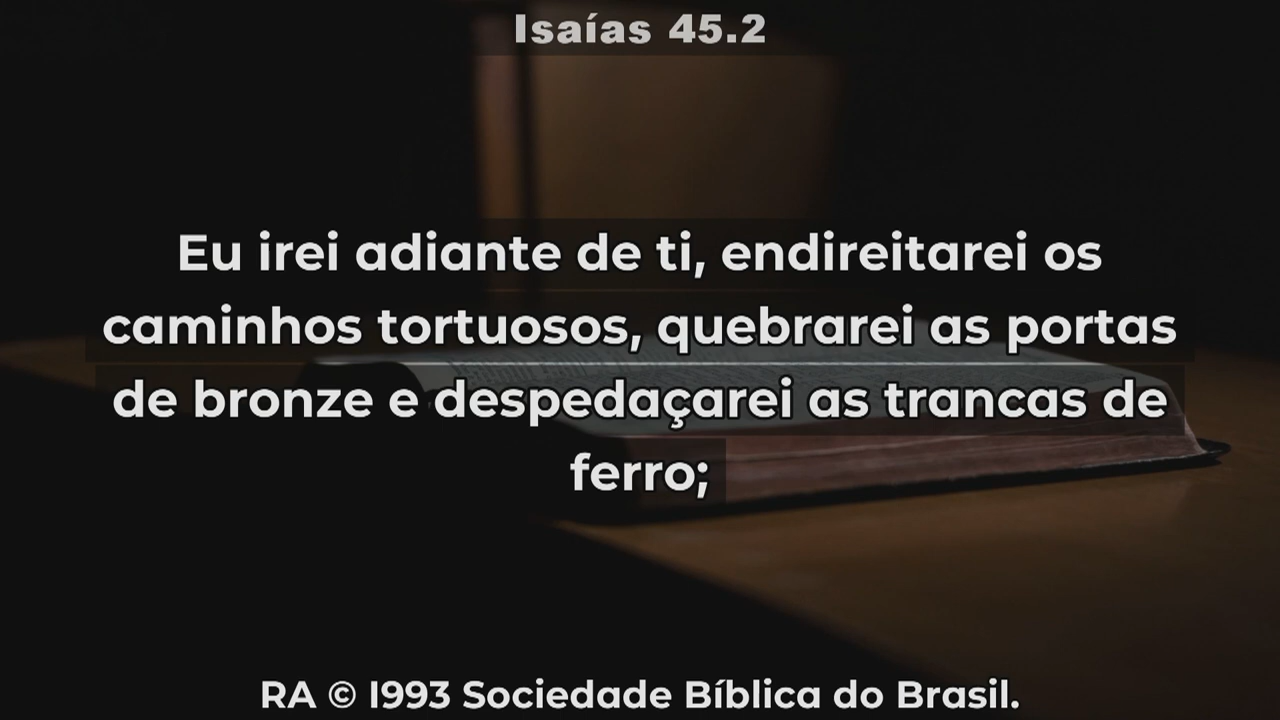 Isaías 45.2
Eu irei adiante de ti, endireitarei os
caminhos tortuosos, quebrarei as portas
de bronze e despedaçarei as trancas de
ferro;
RA © 1993 Sociedade Bíblica do Brasil.